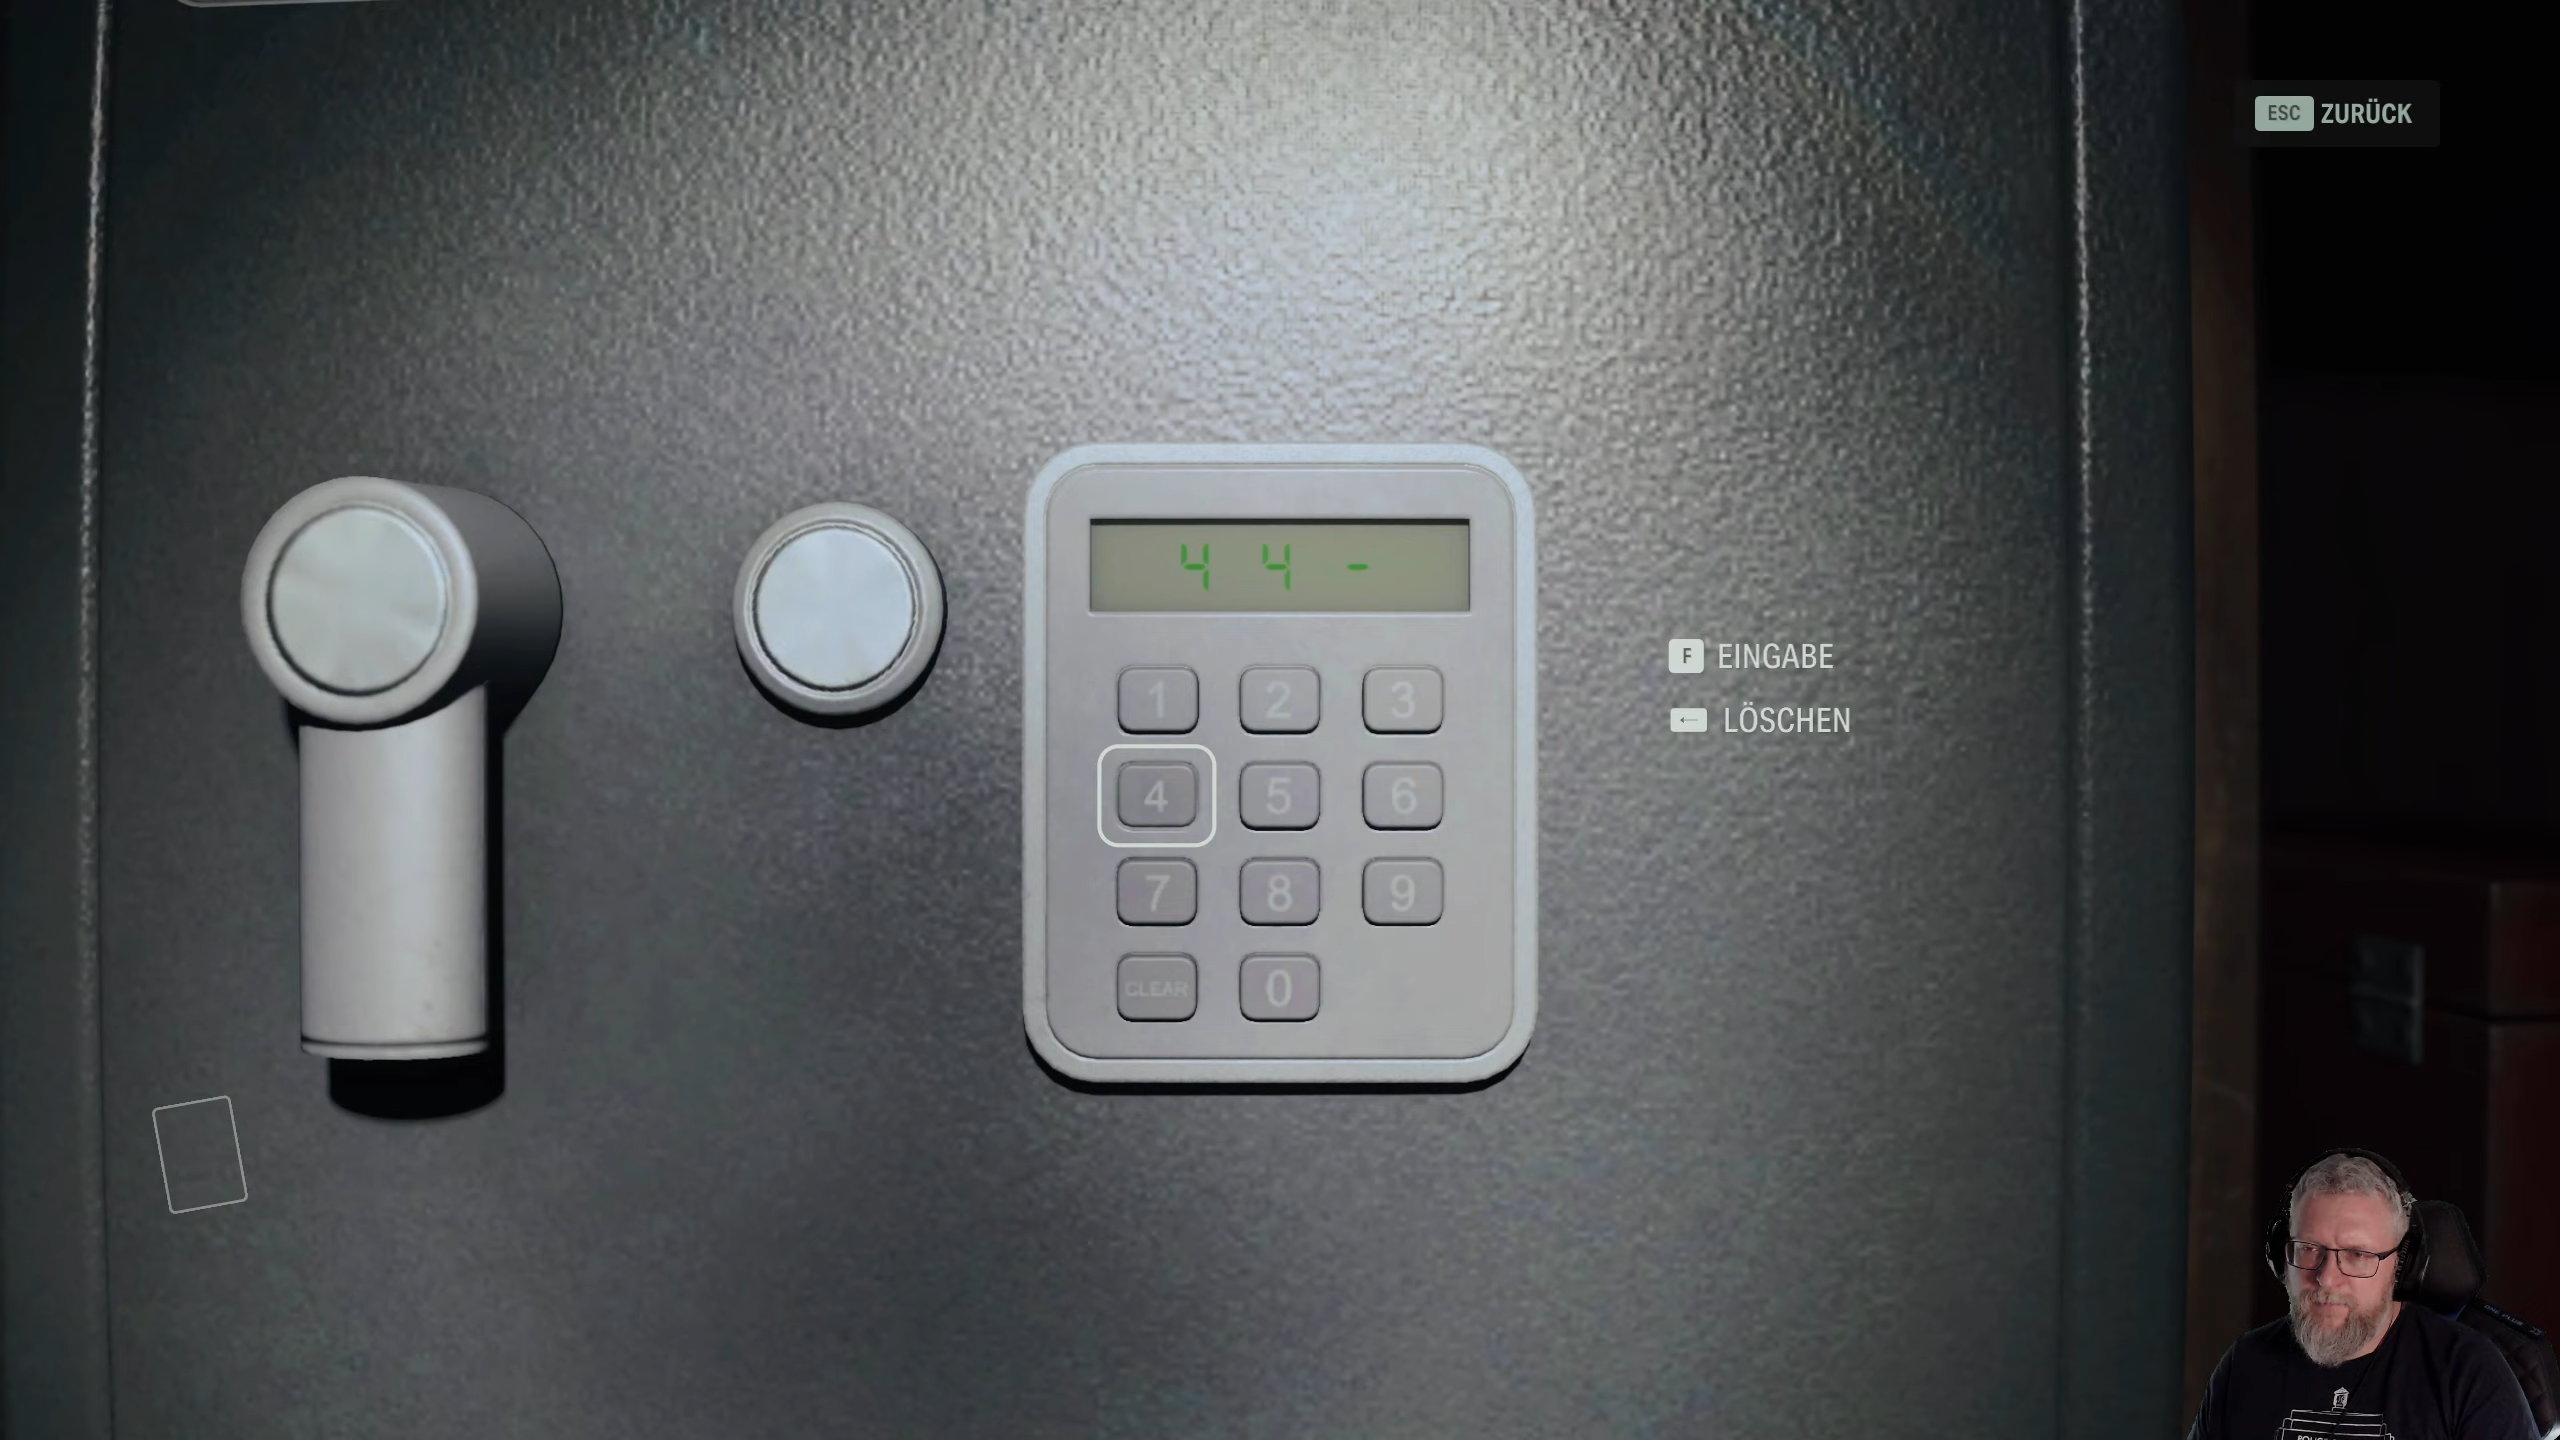 ESC ZURÜCK
4 4 -
F EINGABE
← LÖSCHEN
1 2 3
4 5 6
7 8 9
CLEAR 0